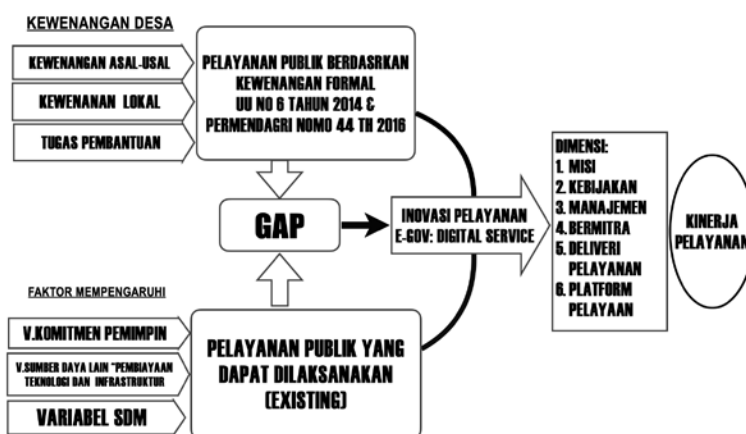 KEWENANGAN DESA
KEWENANGAN ASAL-USAL
KEWENANAN LOKAL
TUGAS PEMBANTUAN
PELAYANAN PUBLIK BERDASRKAN
KEWENANGAN FORMAL
UU NO 6 TAHUN 2014 &
PERMENDAGRI NOMO 44 TH 2016
GAP
INOVASI PELAYANAN
E-GOV: DIGITAL SERVICE
DIMENSI:
1. MISI
2. KEBIJAKAN
3. MANAJEMEN
4. BERMITRA
5. DELIVERI
PELAYANAN
6. PLATFORM
PELAYAAN
KINERJA
PELAYANAN
FAKTOR MEMPENGARUHI
V.KOMITMEN PEMIMPIN
V.SUMBER DAYA LAIN "PEMBIAYAAN
TEKNOLOGI DAN INFRASTRUKTUR
VARIABEL SDM
PELAYANAN PUBLIK YANG
DAPAT DILAKSANAKAN
(EXISTING)